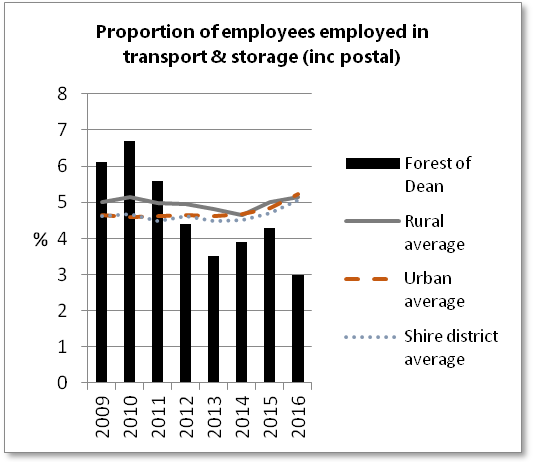 Proportion of employees employed in
transport & storage (inc postal)
8
7
6
5
4
3
2
1
0
%
2009
2010
2011
2012
2013
2014
2015
2016
Forest of
Dean
Rural
average
Urban
average
Shire district
average